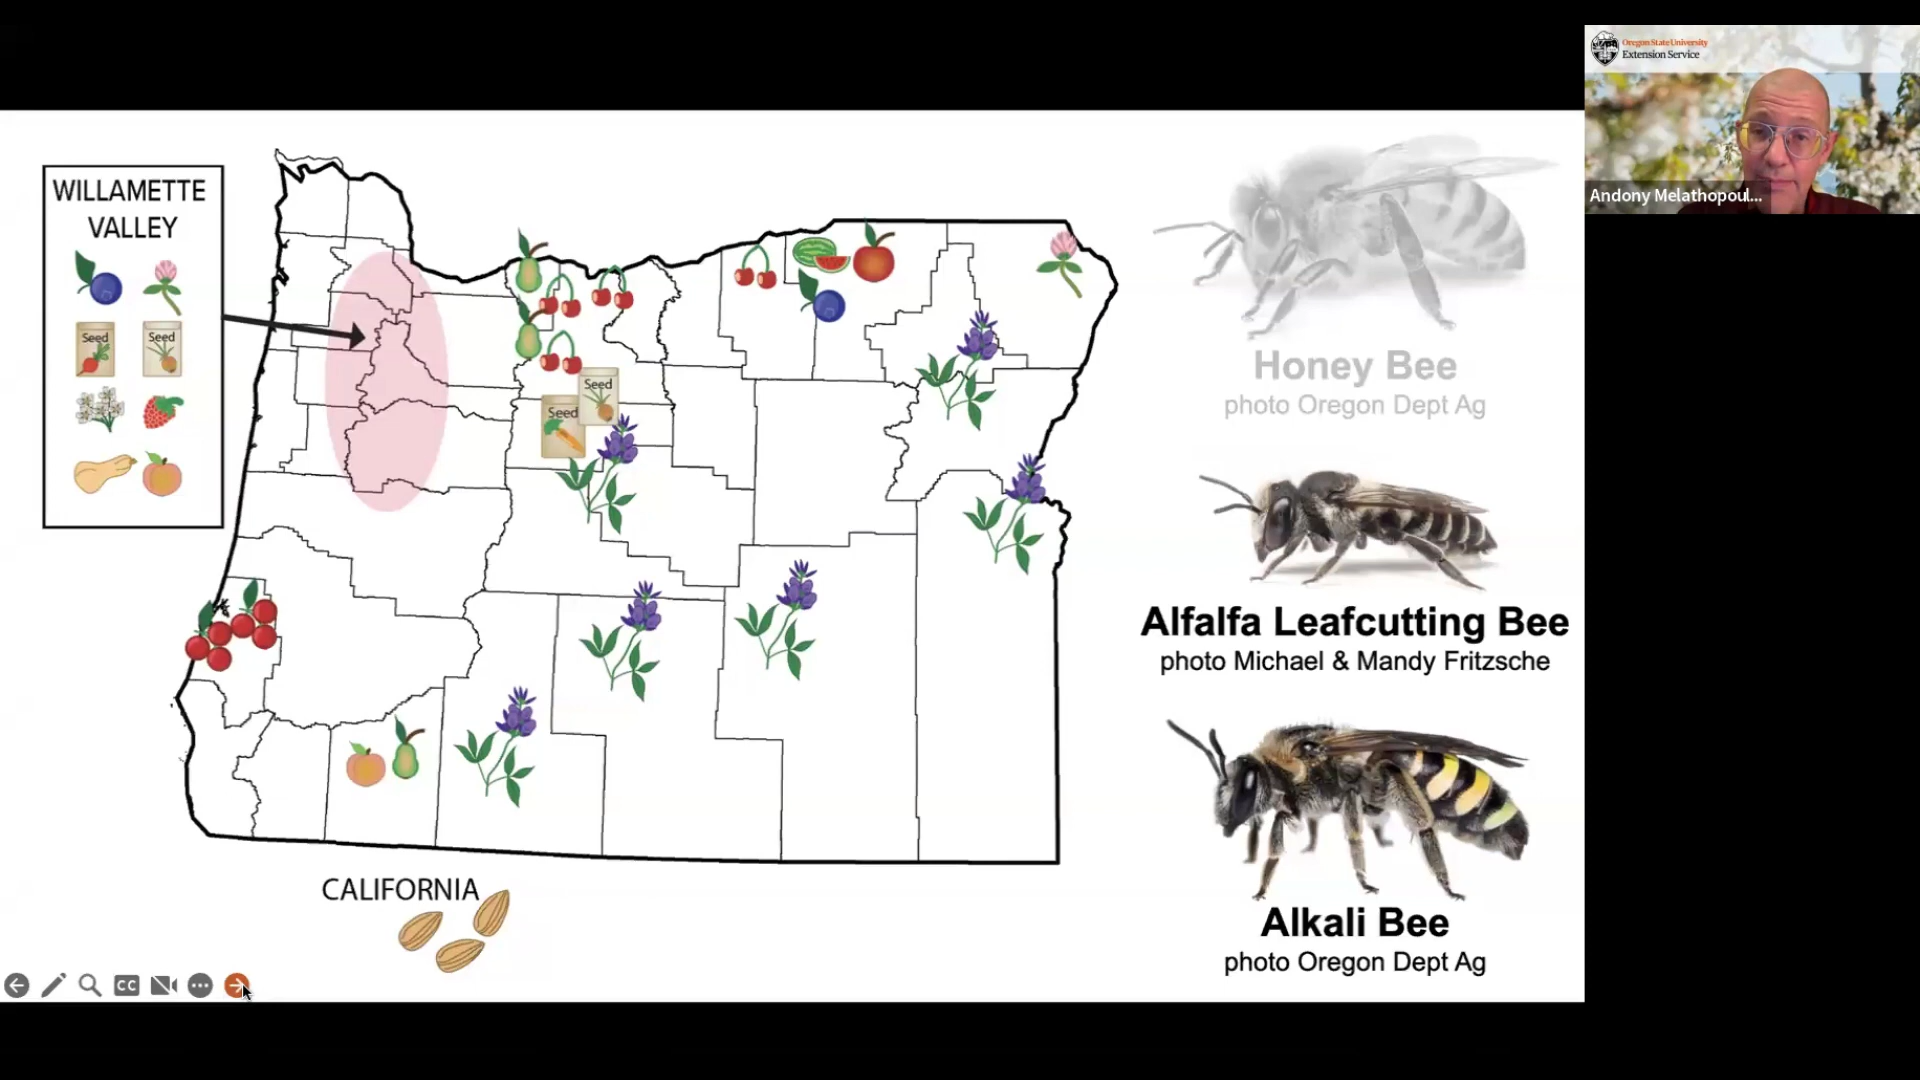 Oregon State University
Extension Service
Andony Melathopoul...
WILLAMETTE
VALLEY
Seed
Seed
Seed
Seed
CALIFORNIA
Honey Bee
photo Oregon Dept Ag
Alfalfa Leafcutting Bee
photo Michael & Mandy Fritzsche
Alkali Bee
photo Oregon Dept Ag
CC